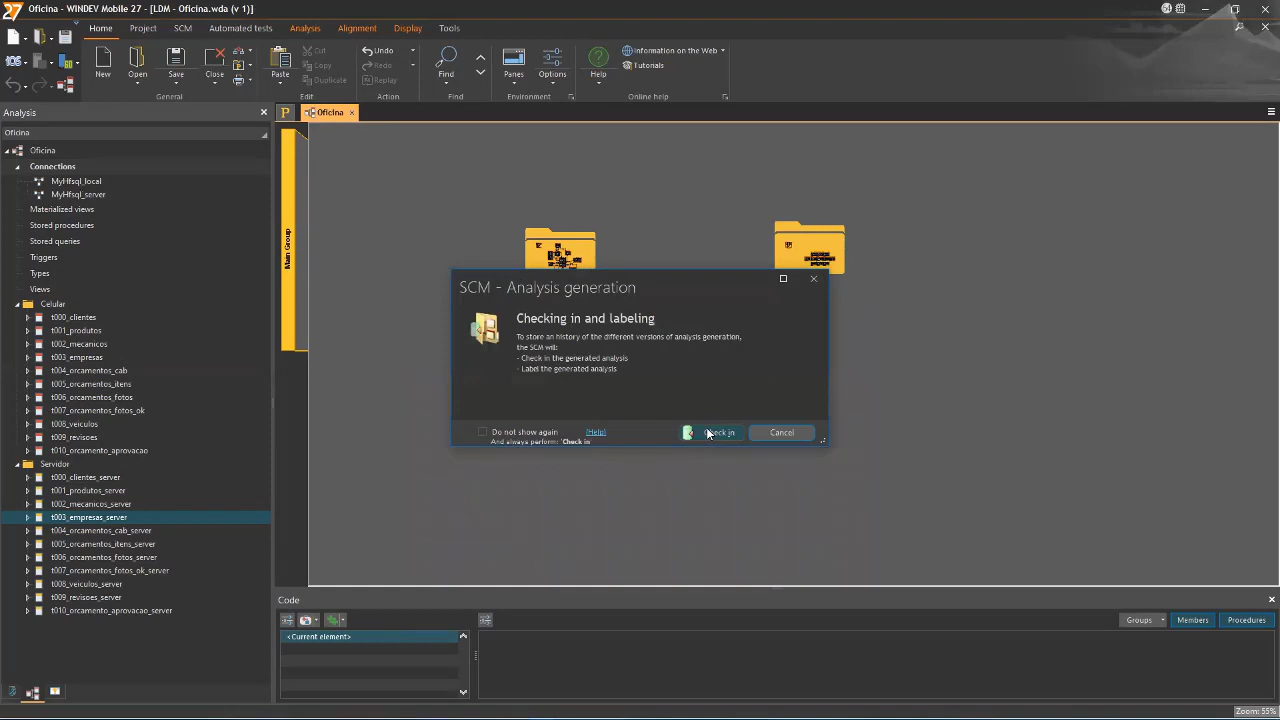 27 Oficina - WINDEV Mobile 27 - [LDM - Oficina.wda (v 1)]
Home Project SCM Automated tests Analysis Alignment Display Tools
New Open Save Close Paste Cut Copy Duplicate Undo Redo Replay Find Panes Options Help Information on the Web Tutorials
General Edit Action Find Environment Online help
Analysis
Oficina
Oficina
Oficina
Connections
MyHfsql_local
MyHfsql_server
Materialized views
Stored procedures
Stored queries
Triggers
Types
Views
Celular
t000_clientes
t001_produtos
t002_mecanicos
t003_empresas
t004_orcamentos_cab
t005_orcamentos_itens
t006_orcamentos_fotos
t007_orcamentos_fotos_ok
t008_veiculos
t009_revisoes
t010_orcamento_aprovacao
Servidor
t000_clientes_server
t001_produtos_server
t002_mecanicos_server
t003_empresas_server
t004_orcamentos_cab_server
t005_orcamentos_itens_server
t006_orcamentos_fotos_server
t007_orcamentos_fotos_ok_server
t008_veiculos_server
t009_revisoes_server
t010_orcamento_aprovacao_server
Main Group
SCM - Analysis generation
Checking in and labeling
To store an history of the different versions of analysis generation,
the SCM will:
- Check in the generated analysis
- Label the generated analysis
Do not show again
And always perform: 'Check in'
[Help]
Check in
Cancel
Code
Groups Members Procedures
<Current element>
Zoom: 55%